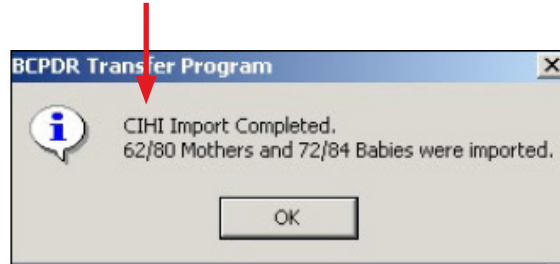 BCPDR Transfer Program
CIHI Import Completed.
62/80 Mothers and 72/84 Babies were imported.
OK